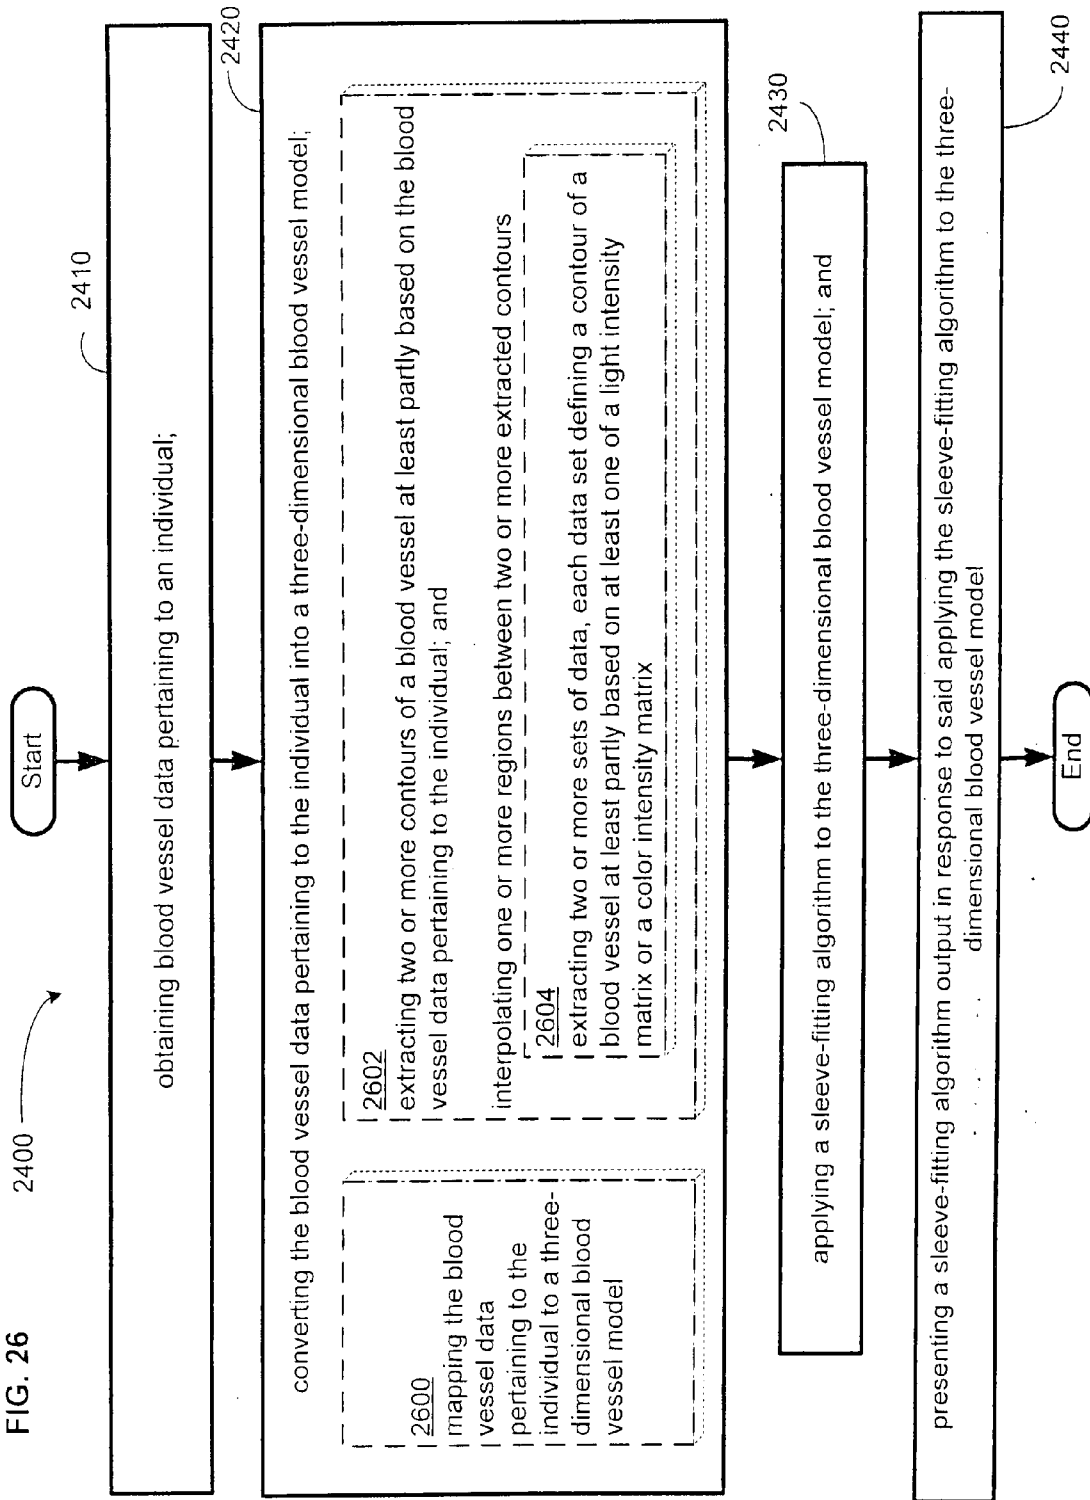 FIG. 26
2400
Start
2410
obtaining blood vessel data pertaining to an individual;
2420
converting the blood vessel data pertaining to the individual into a three-dimensional blood vessel model;
2600
mapping the blood
vessel data
pertaining to the
individual to a three-
dimensional blood
vessel model
2602
extracting two or more contours of a blood vessel at least partly based on the blood
vessel data pertaining to the individual; and
interpolating one or more regions between two or more extracted contours
2604
extracting two or more sets of data, each data set defining a contour of a
blood vessel at least partly based on at least one of a light intensity
matrix or a color intensity matrix
2430
applying a sleeve-fitting algorithm to the three-dimensional blood vessel model; and
2440
presenting a sleeve-fitting algorithm output in response to said applying the sleeve-fitting algorithm to the three-
dimensional blood vessel model
End